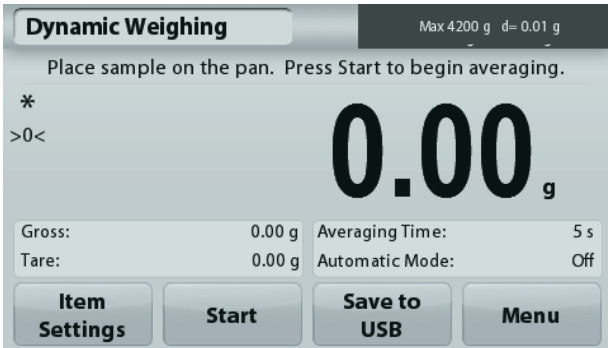 Dynamic Weighing
Max 4200 g d= 0.01 g
Place sample on the pan. Press Start to begin averaging.
*
>0<
0.00 g
Gross: 0.00 g Averaging Time: 5 s
Tare: 0.00 g Automatic Mode: Off
Item Settings
Start
Save to USB
Menu